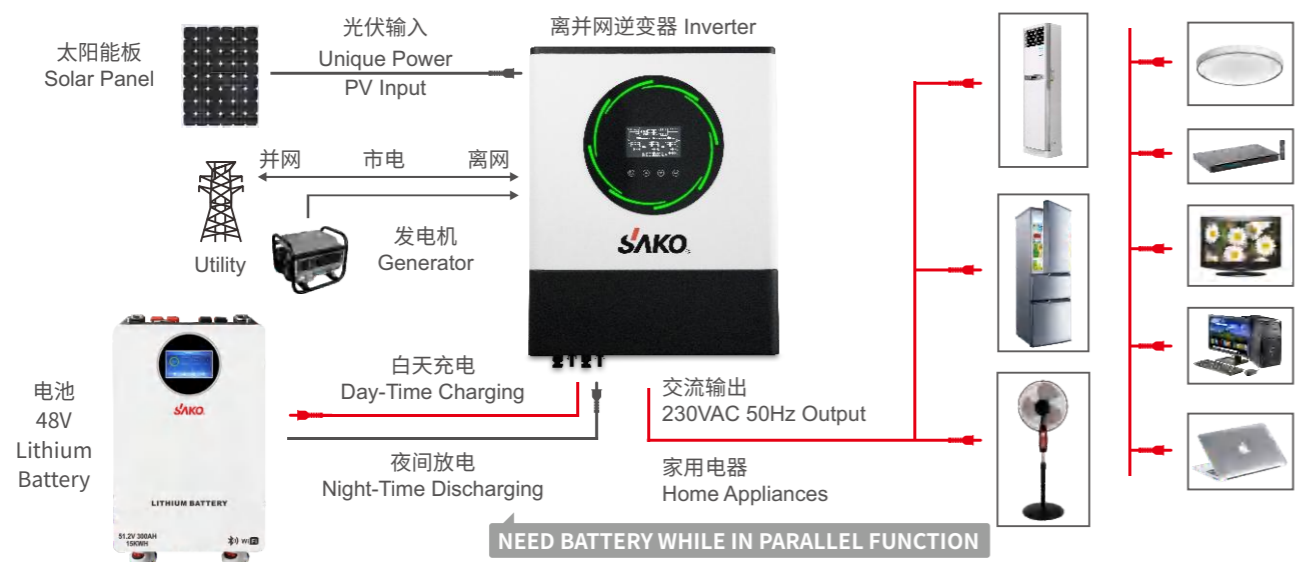 太阳能板
Solar Panel
光伏输入
Unique Power
PV Input
离并网逆变器 Inverter
SAKO
并网
市电
离网
Utility
发电机
Generator
电池
48V
Lithium
Battery
SAKO
LITHIUM BATTERY
51.2V 300AH
15KWH
WiFi
白天充电
Day-Time Charging
夜间放电
Night-Time Discharging
交流输出
230VAC 50Hz Output
家用电器
Home Appliances
NEED BATTERY WHILE IN PARALLEL FUNCTION